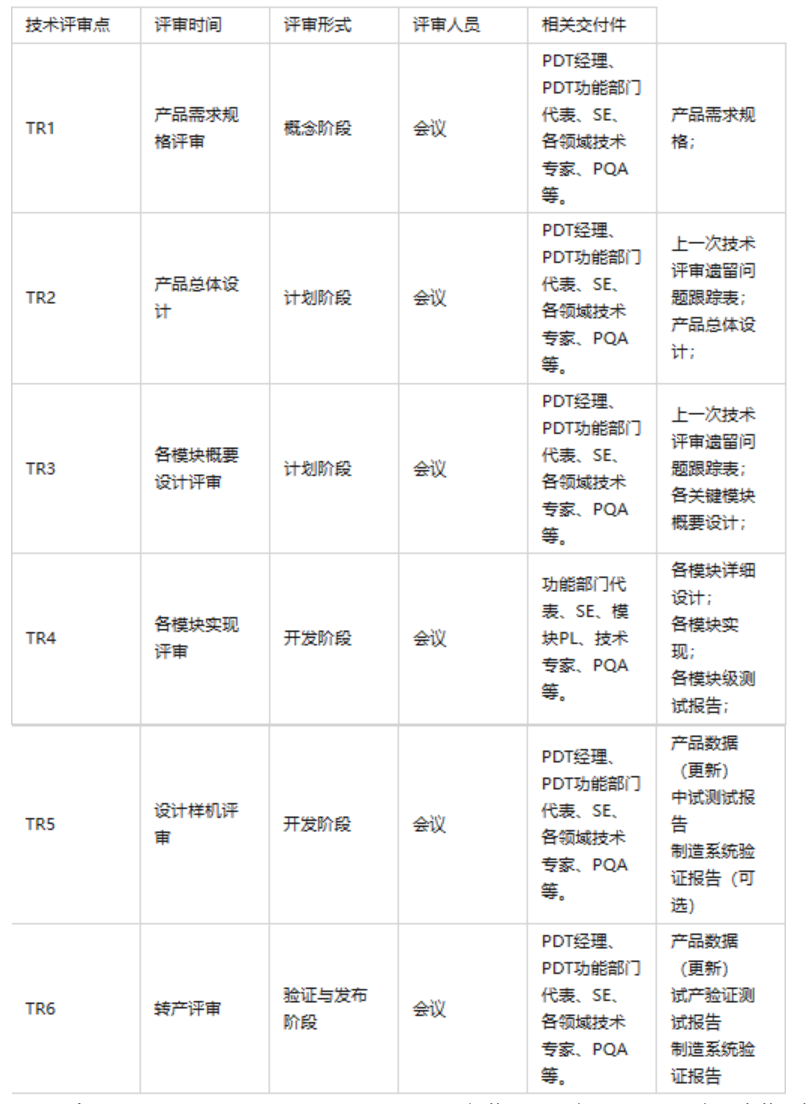 技术评审点 评审时间 评审形式 评审人员 相关交付件
TR1 产品需求规格评审 概念阶段 会议 PDT经理、PDT功能部门代表、SE、各领域技术专家、PQA等。 产品需求规格；
TR2 产品总体设计 计划阶段 会议 PDT经理、PDT功能部门代表、SE、各领域技术专家、PQA等。 上一次技术评审遗留问题跟踪表；产品总体设计；
TR3 各模块概要设计评审 计划阶段 会议 PDT经理、PDT功能部门代表、SE、各领域技术专家、PQA等。 上一次技术评审遗留问题跟踪表；各关键模块概要设计；
TR4 各模块实现评审 开发阶段 会议 功能部门代表、SE、模块PL、技术专家、PQA等。 各模块详细设计；各模块实现；各模块级测试报告；
TR5 设计样机评审 开发阶段 会议 PDT经理、PDT功能部门代表、SE、各领域技术专家、PQA等。 产品数据（更新）中试测试报告 制造系统验证报告（可选）
TR6 转产评审 验证与发布阶段 会议 PDT经理、PDT功能部门代表、SE、各领域技术专家、PQA等。 产品数据（更新）试产验证测试报告 制造系统验证报告